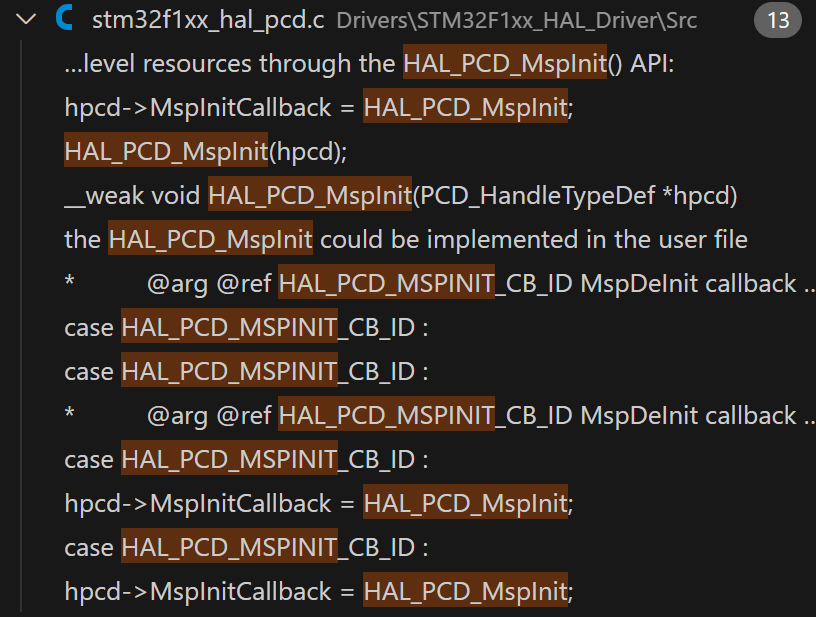 stm32f1xx_hal_pcd.c Drivers\STM32F1xx_HAL_Driver\Src 13
...level resources through the HAL_PCD_MspInit() API:
hpcd->MspInitCallback = HAL_PCD_MspInit;
HAL_PCD_MspInit(hpcd);
__weak void HAL_PCD_MspInit(PCD_HandleTypeDef *hpcd)
the HAL_PCD_MspInit could be implemented in the user file
* @arg @ref HAL_PCD_MSPINIT_CB_ID MspDeInit callback ..
case HAL_PCD_MSPINIT_CB_ID :
case HAL_PCD_MSPINIT_CB_ID :
* @arg @ref HAL_PCD_MSPINIT_CB_ID MspDeInit callback ..
case HAL_PCD_MSPINIT_CB_ID :
hpcd->MspInitCallback = HAL_PCD_MspInit;
case HAL_PCD_MSPINIT_CB_ID :
hpcd->MspInitCallback = HAL_PCD_MspInit;